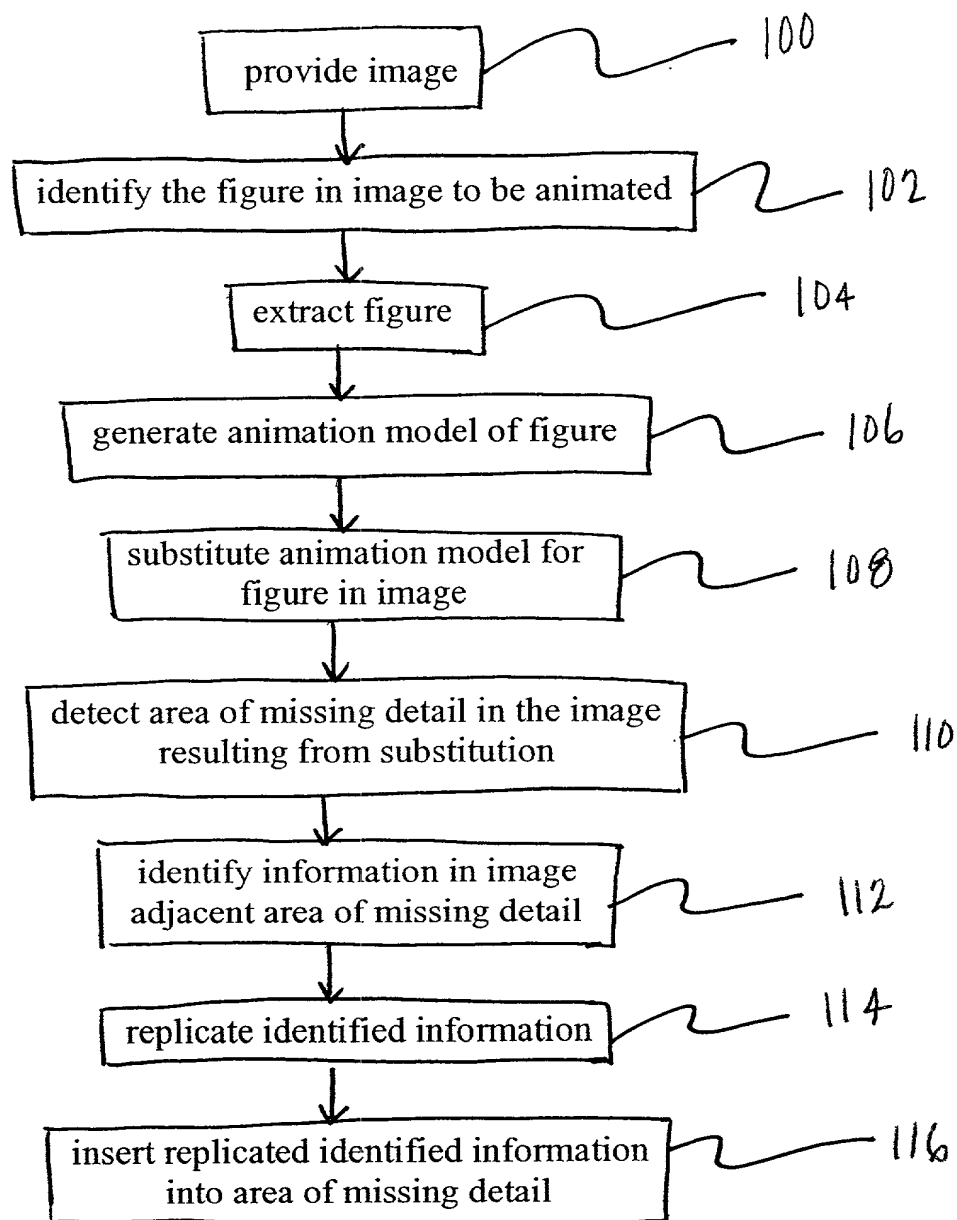 provide image
100
identify the figure in image to be animated
102
extract figure
104
generate animation model of figure
106
substitute animation model for
figure in image
108
detect area of missing detail in the image
resulting from substitution
110
identify information in image
adjacent area of missing detail
112
replicate identified information
114
insert replicated identified information
into area of missing detail
116